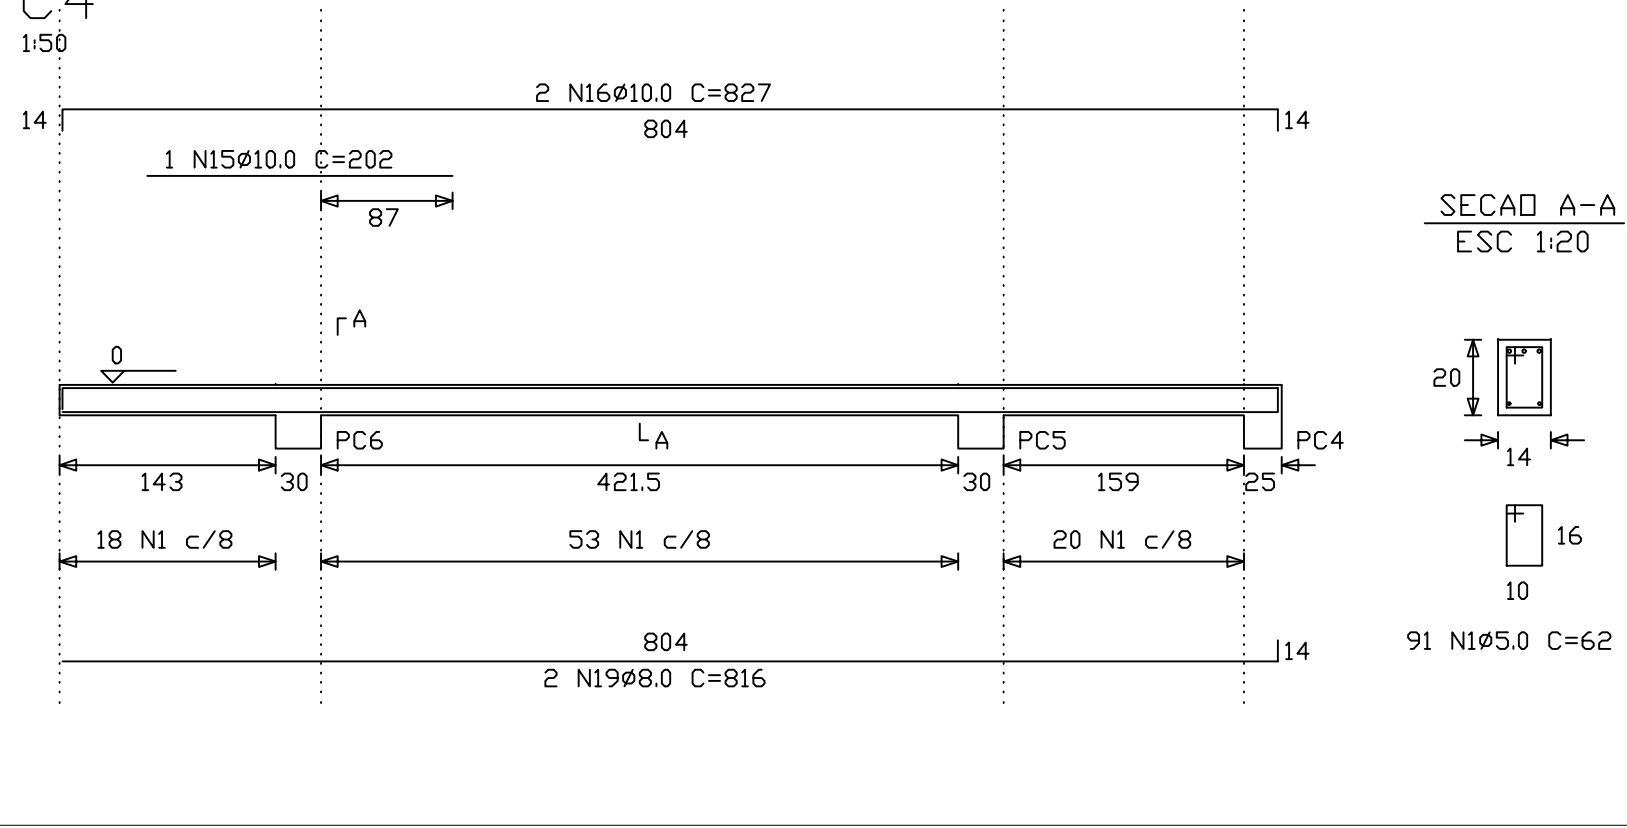 C4
1:50
2 N16ø10.0 C=827
14
804
14
1 N15ø10.0 C=202
87
SECAO A-A
ESC 1:20
A
0
20
A
PC6
PC5
PC4
14
143
30
421.5
30
159
25
18 N1 c/8
53 N1 c/8
20 N1 c/8
16
10
804
14
91 N1ø5.0 C=62
2 N19ø8.0 C=816